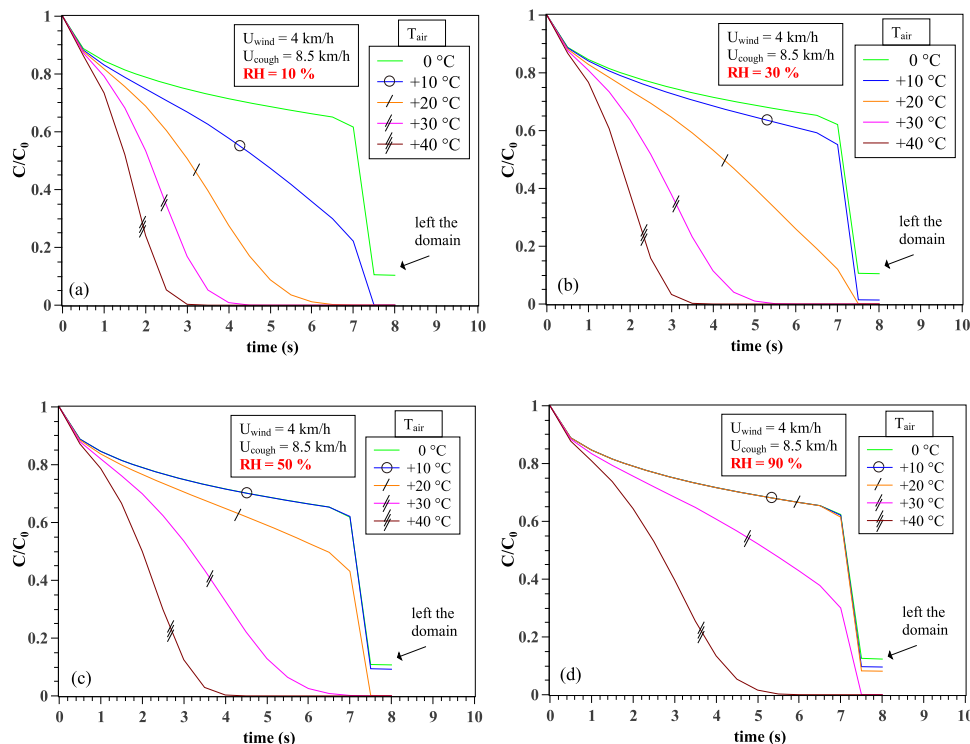 U_wind = 4 km/h
U_cough = 8.5 km/h
RH = 10 %
T_air
0 °C
+10 °C
+20 °C
+30 °C
+40 °C
1
0.8
0.6
0.4
0.2
0
C/C_0
left the
domain
(a)
0 1 2 3 4 5 6 7 8 9 10
time (s)
U_wind = 4 km/h
U_cough = 8.5 km/h
RH = 30 %
T_air
0 °C
+10 °C
+20 °C
+30 °C
+40 °C
1
0.8
0.6
0.4
0.2
0
C/C_0
left the
domain
(b)
0 1 2 3 4 5 6 7 8 9 10
time (s)
U_wind = 4 km/h
U_cough = 8.5 km/h
RH = 50 %
T_air
0 °C
+10 °C
+20 °C
+30 °C
+40 °C
1
0.8
0.6
0.4
0.2
0
C/C_0
left the
domain
(c)
0 1 2 3 4 5 6 7 8 9 10
time (s)
U_wind = 4 km/h
U_cough = 8.5 km/h
RH = 90 %
T_air
0 °C
+10 °C
+20 °C
+30 °C
+40 °C
1
0.8
0.6
0.4
0.2
0
C/C_0
left the
domain
(d)
0 1 2 3 4 5 6 7 8 9 10
time (s)